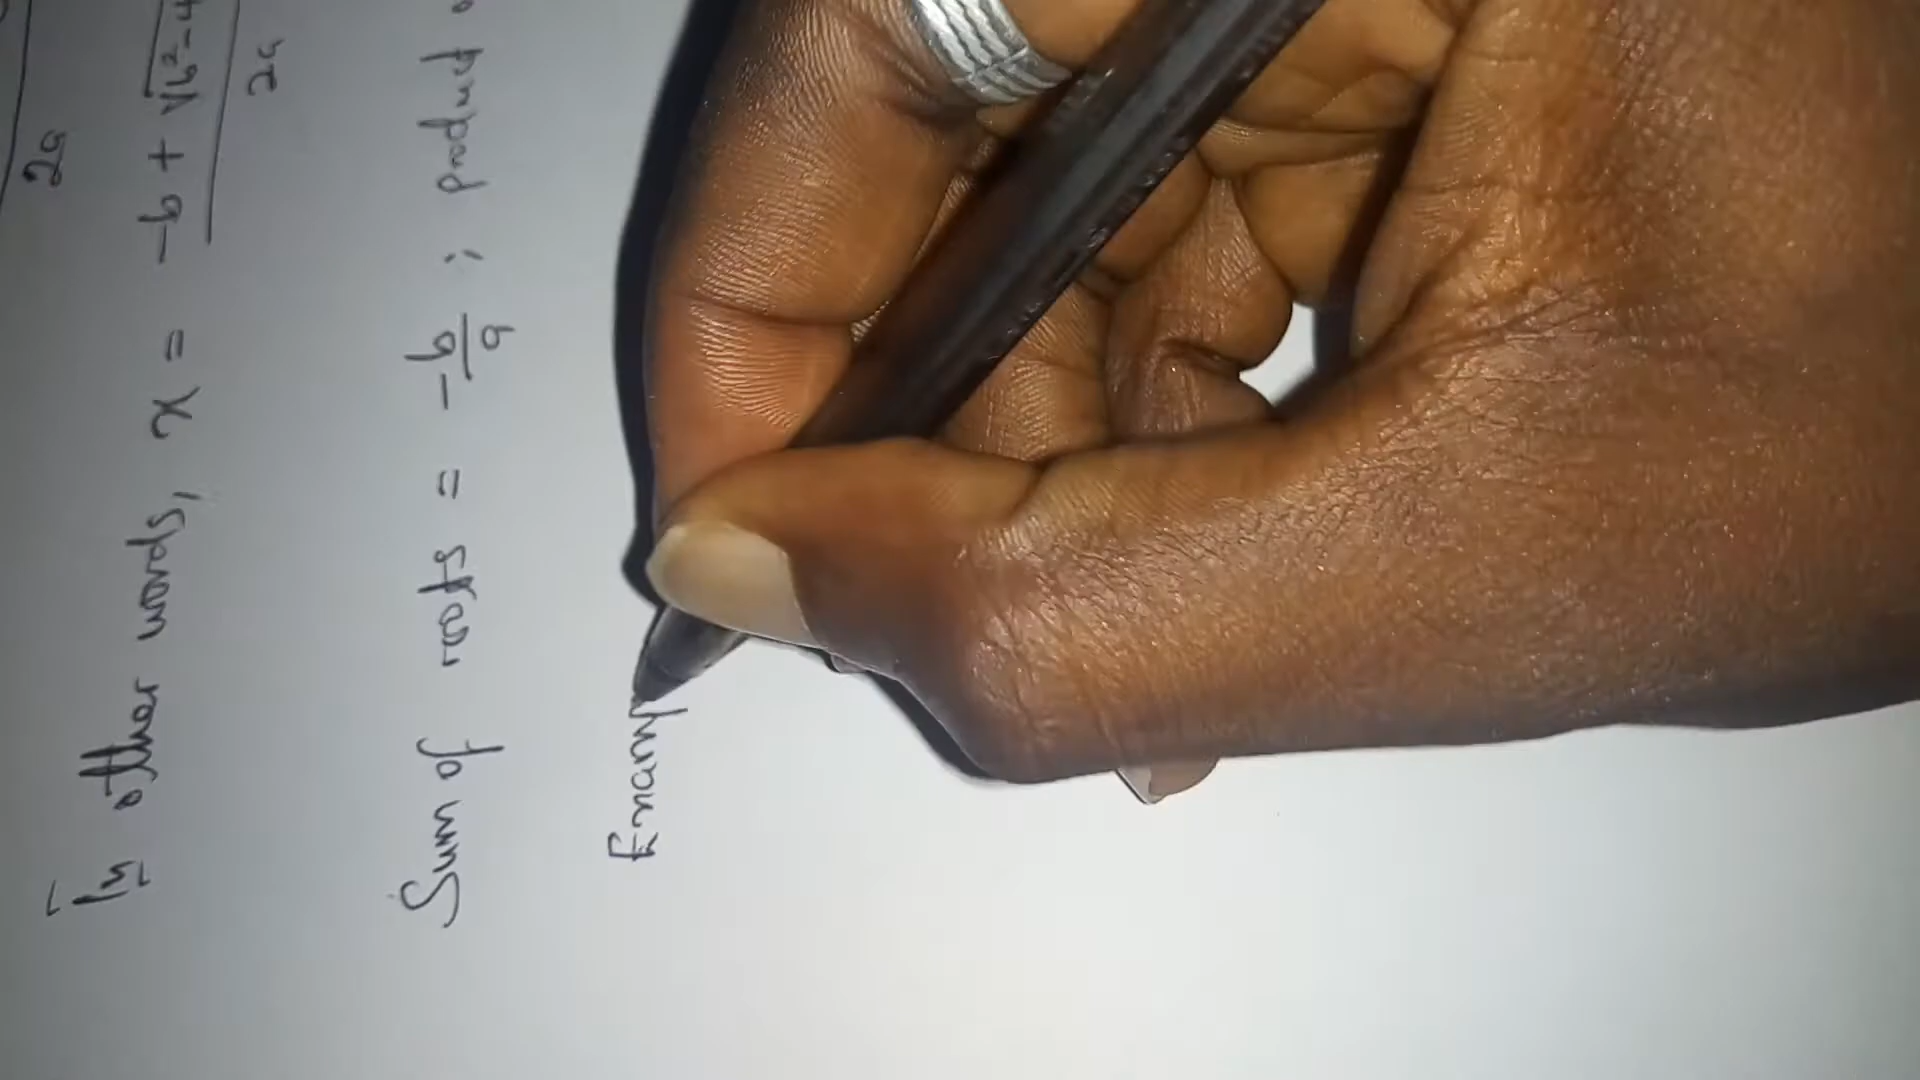 2a
In other words, x = -b + √b²-4
2a
Sum of roots = -b/a ; product o
Examp